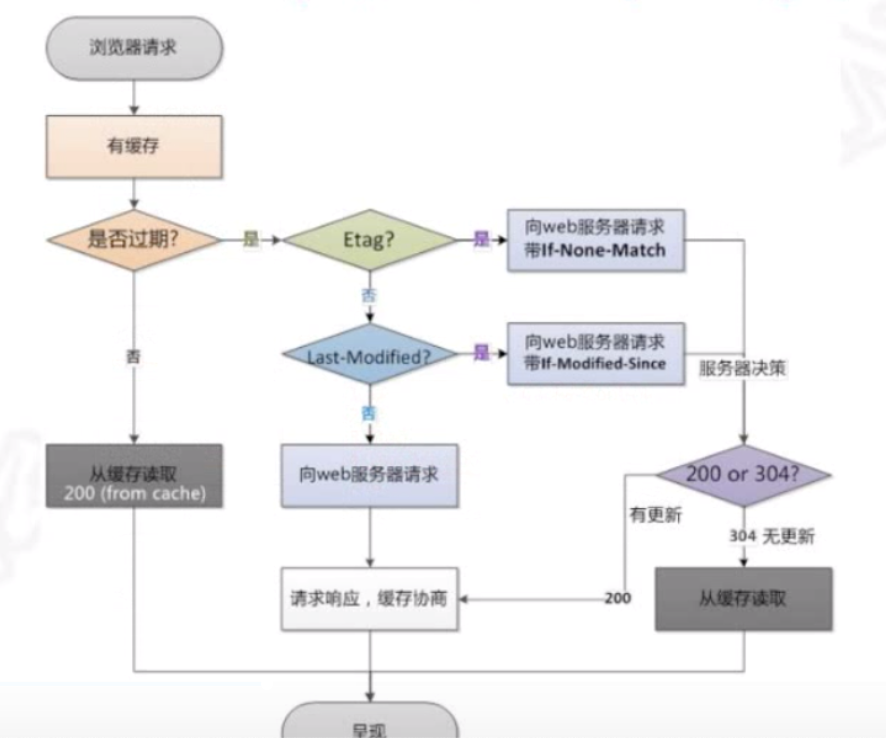 浏览器请求
有缓存
是否过期?
是
Etag?
是
向web服务器请求
带If-None-Match
否
否
Last-Modified?
是
向web服务器请求
带If-Modified-Since
服务器决策
否
从缓存读取
200 (from cache)
向web服务器请求
200 or 304?
有更新
304 无更新
请求响应，缓存协商
200
从缓存读取
呈现